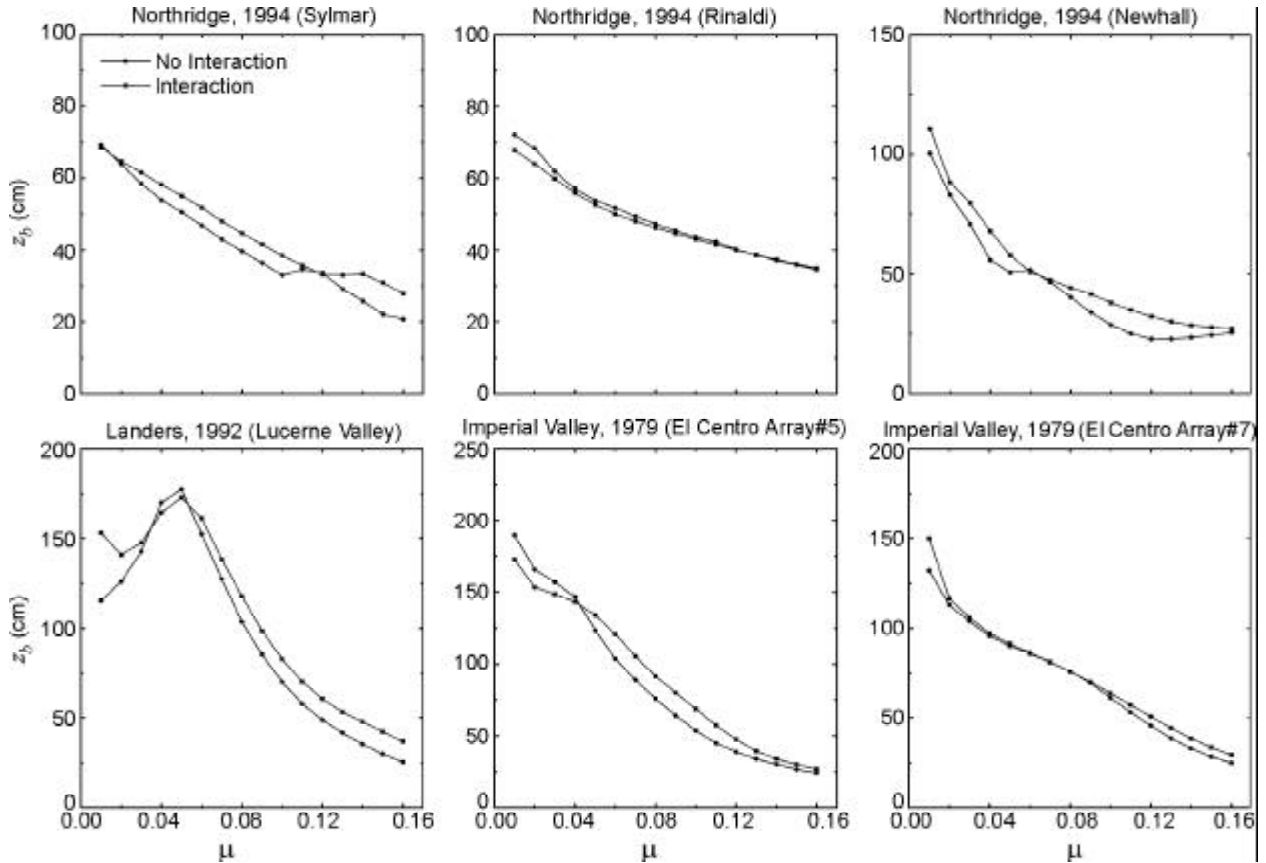 Northridge, 1994 (Sylmar)
Northridge, 1994 (Rinaldi)
Northridge, 1994 (Newhall)
100
80
60
40
20
0
z_b (cm)
No Interaction
Interaction
100
80
60
40
20
0
150
100
50
0
Landers, 1992 (Lucerne Valley)
Imperial Valley, 1979 (El Centro Array#5)
Imperial Valley, 1979 (El Centro Array#7)
200
150
100
50
0
z_b (cm)
0.00 0.04 0.08 0.12 0.16
μ
250
200
150
100
50
0
0.00 0.04 0.08 0.12 0.16
μ
200
150
100
50
0
0.00 0.04 0.08 0.12 0.16
μ